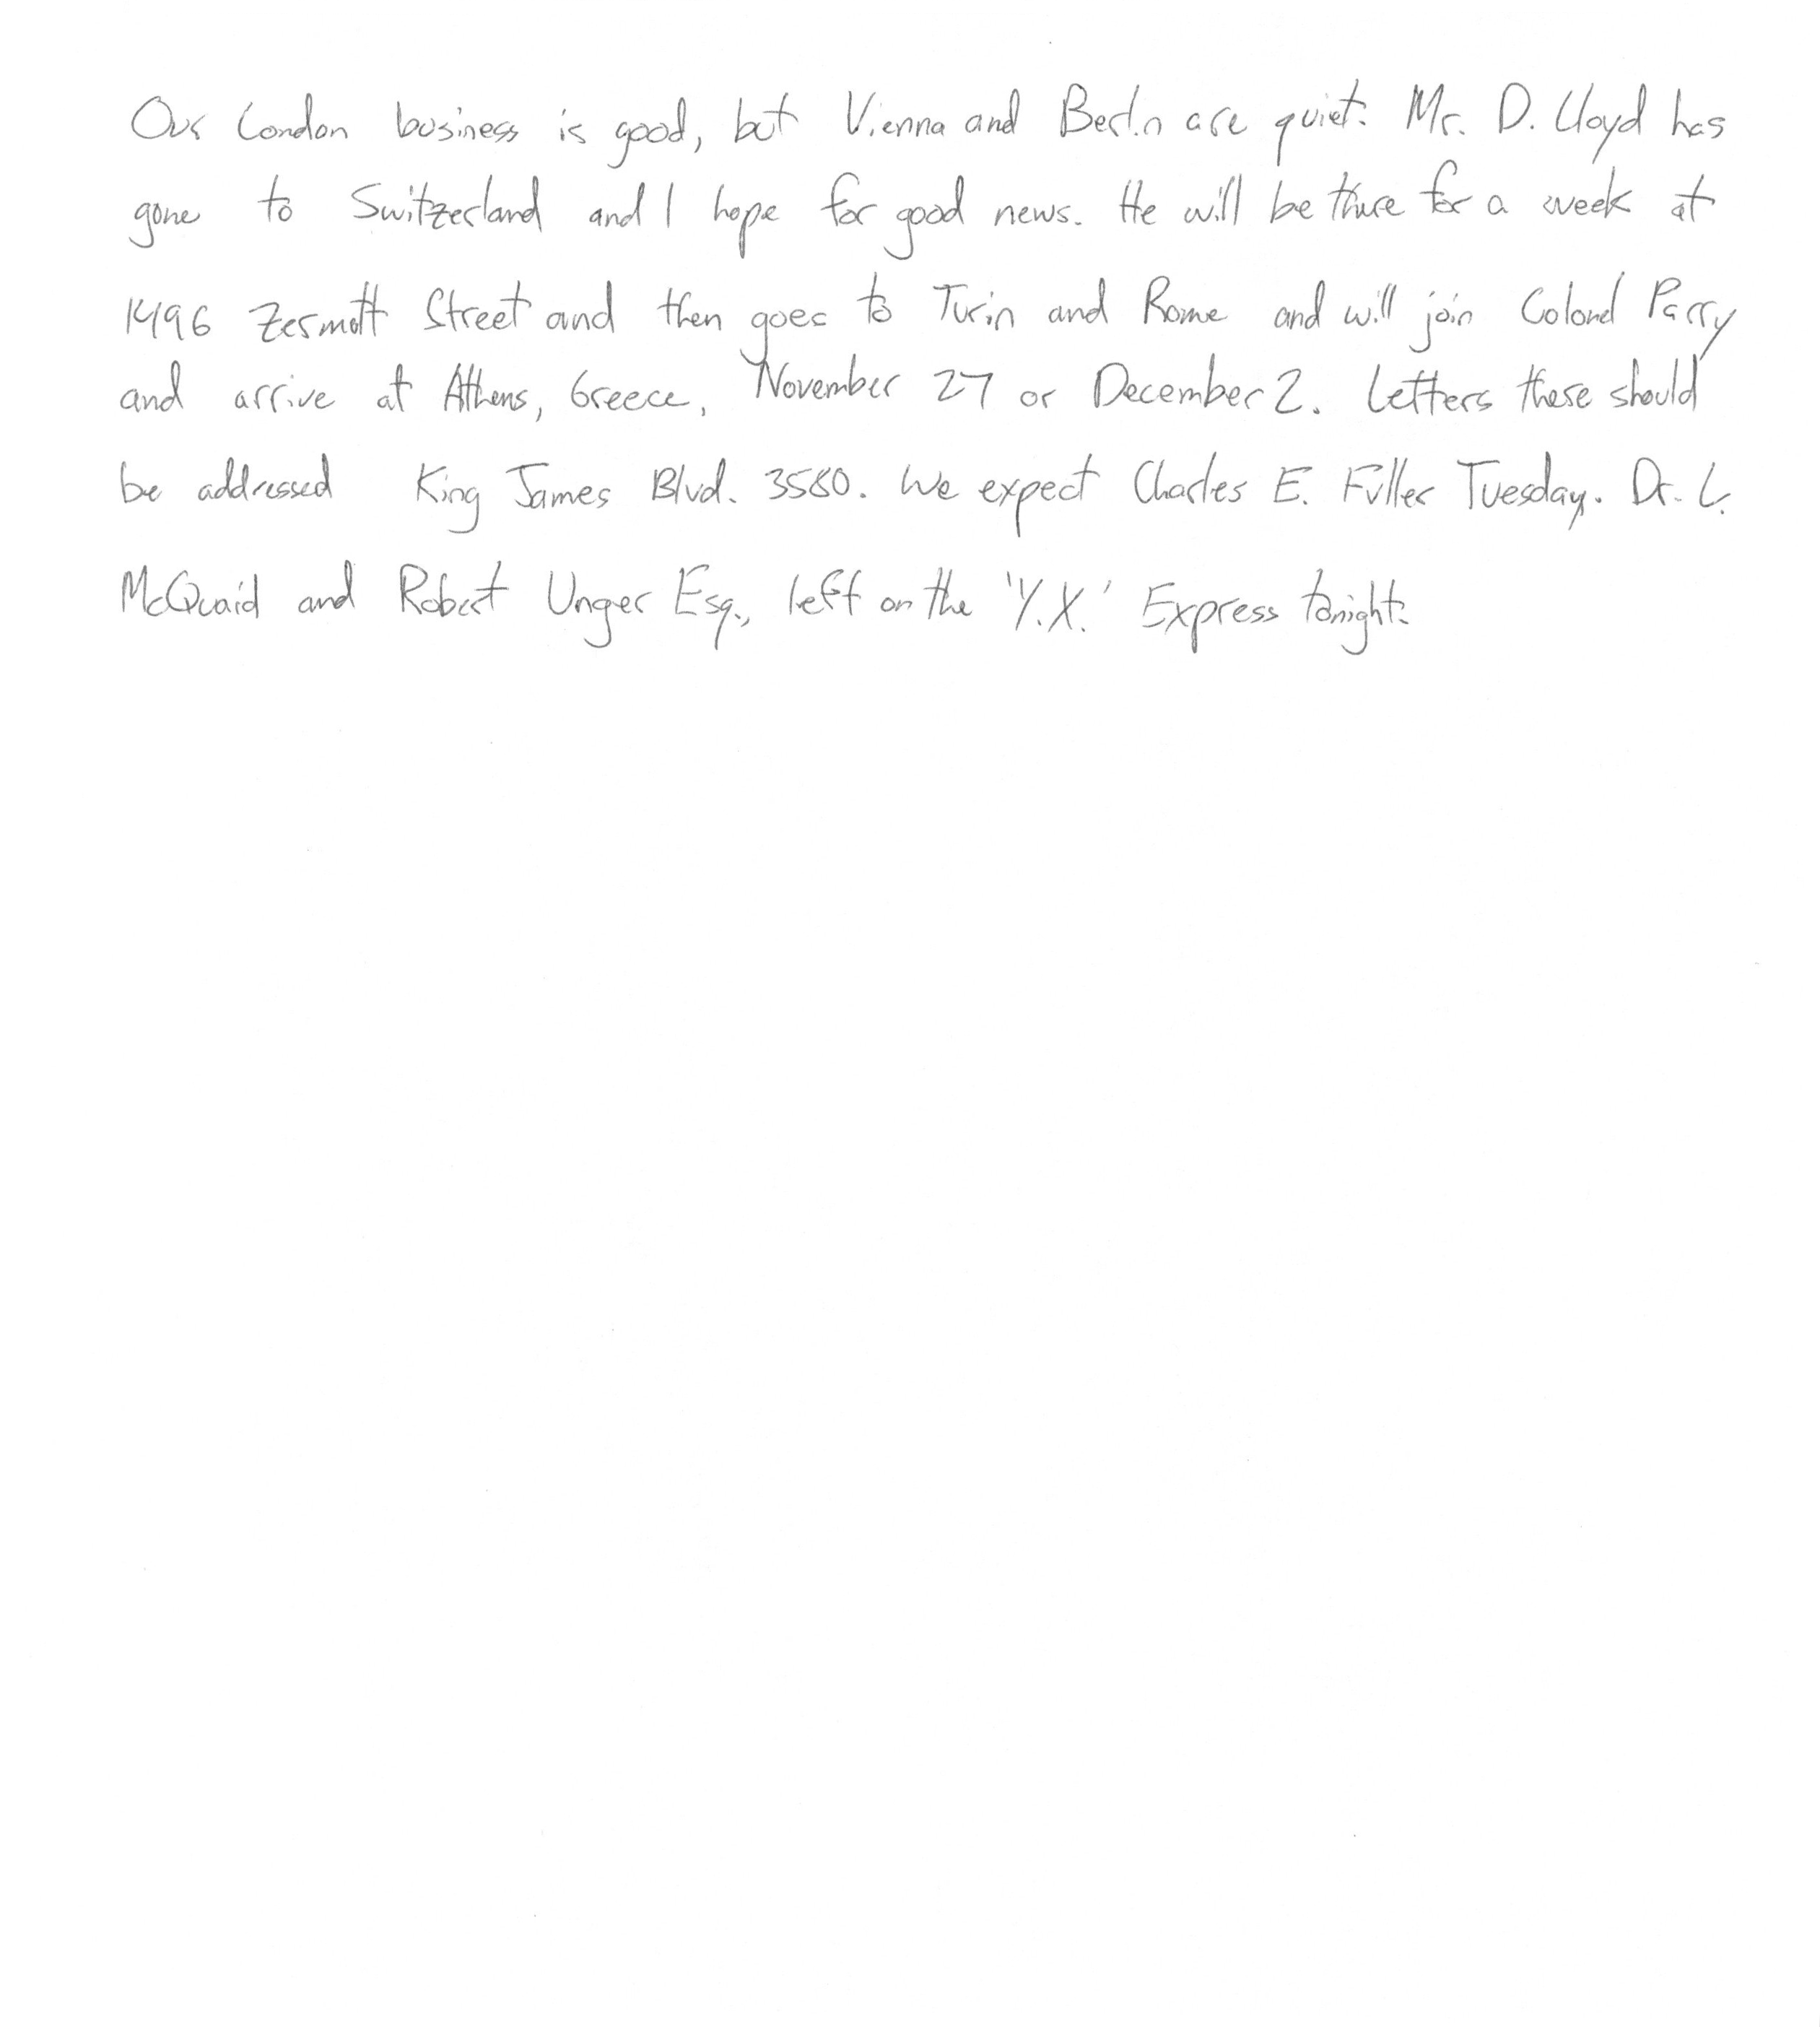 Our London business is good, but Vienna and Berlin are quiet. Mr. D. Lloyd has
gone to Switzerland and I hope for good news. He will be there for a week at
1496 Zermott Street and then goes to Turin and Rome and will join Colonel Parry
and arrive at Athens, Greece, November 27 or December 2. Letters these should
be addressed King James Blvd. 3580. We expect Charles E. Fuller Tuesday. Dr. L.
McQuaid and Robert Unger Esq., left on the 'Y.X.' Express tonight.